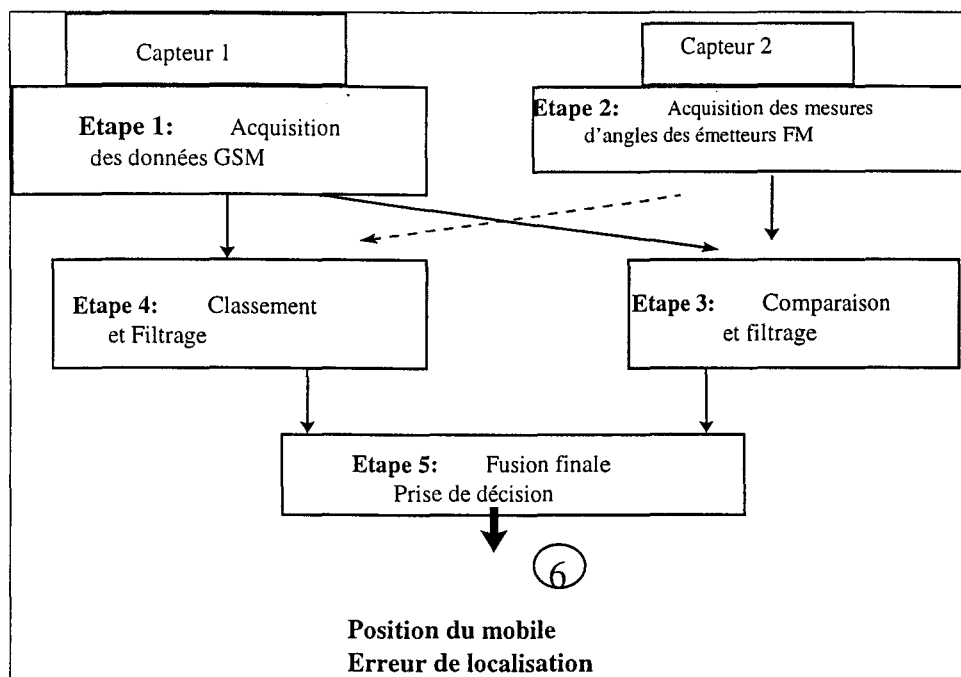 Capteur 1
Capteur 2
Etape 1: Acquisition
des données GSM
Etape 2: Acquisition des mesures
d'angles des émetteurs FM
Etape 4: Classement
et Filtrage
Etape 3: Comparaison
et filtrage
Etape 5: Fusion finale
Prise de décision
6
Position du mobile
Erreur de localisation